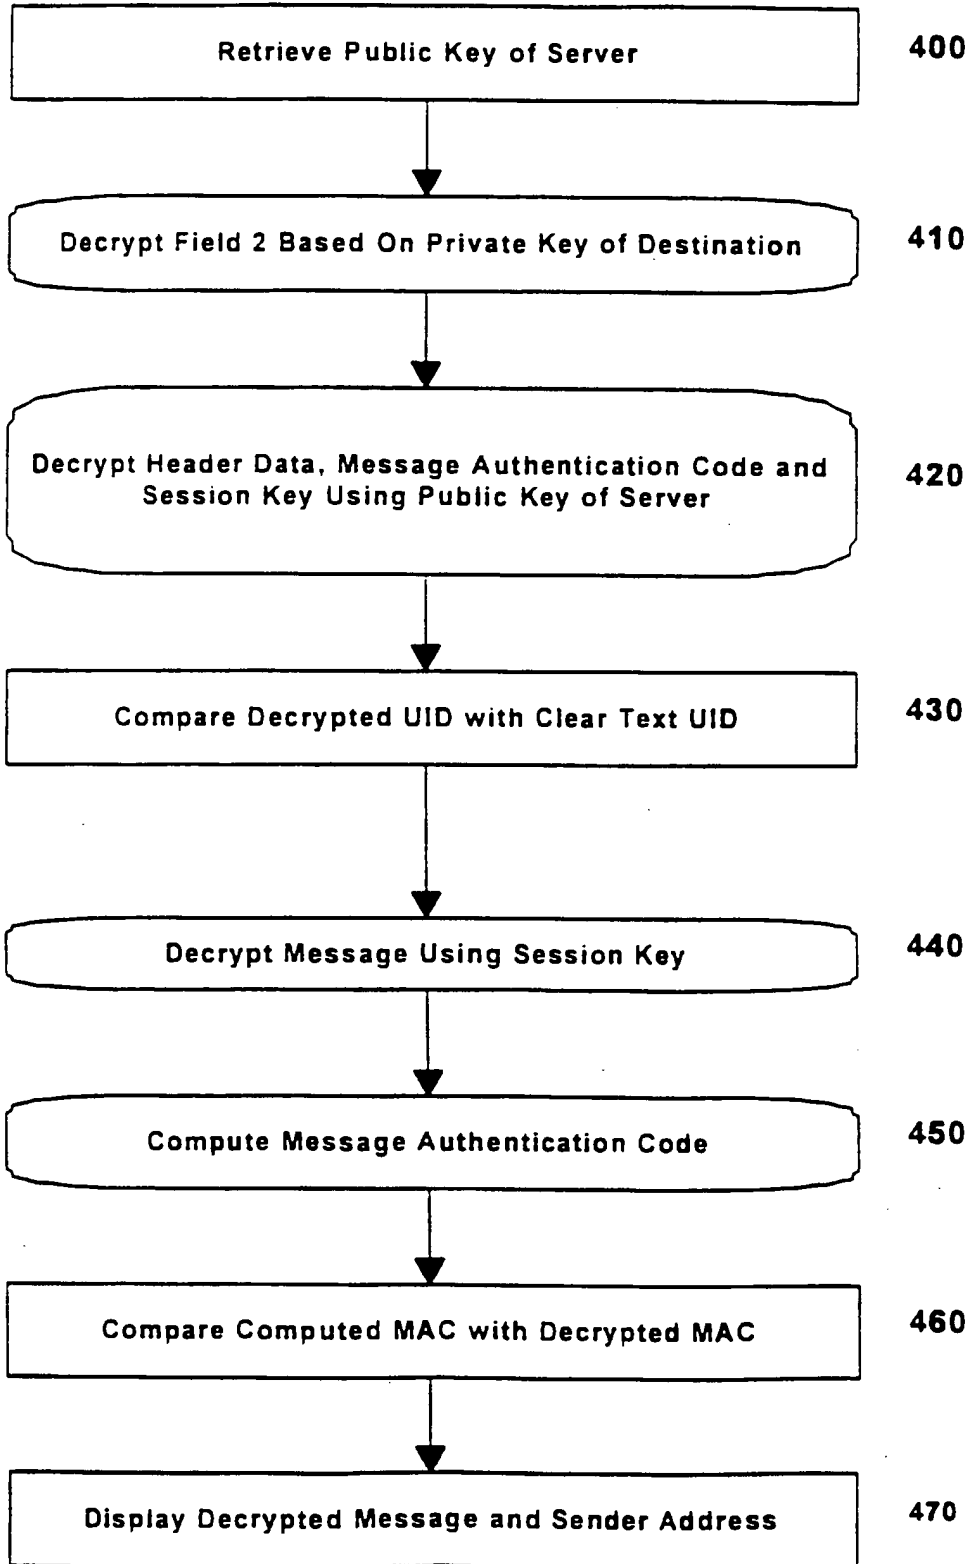 Retrieve Public Key of Server 400
Decrypt Field 2 Based On Private Key of Destination 410
Decrypt Header Data, Message Authentication Code and
Session Key Using Public Key of Server 420
Compare Decrypted UID with Clear Text UID 430
Decrypt Message Using Session Key 440
Compute Message Authentication Code 450
Compare Computed MAC with Decrypted MAC 460
Display Decrypted Message and Sender Address 470